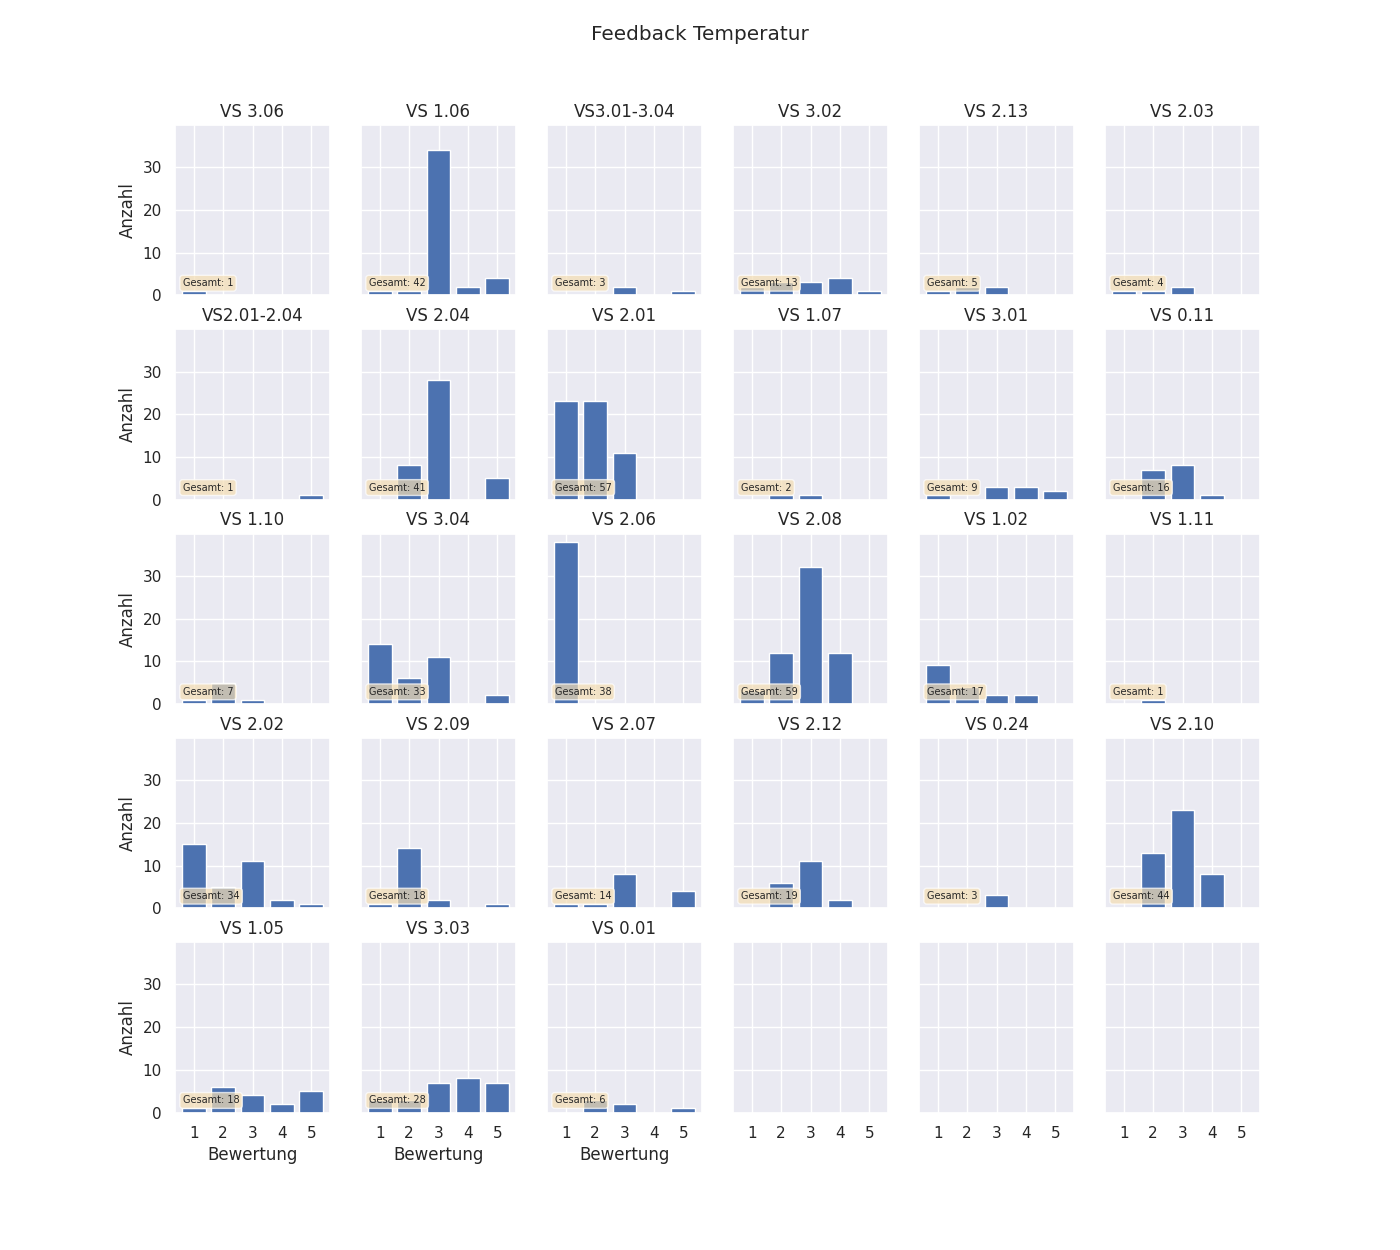 Feedback Temperatur
VS 3.06 VS 1.06 VS3.01-3.04 VS 3.02 VS 2.13 VS 2.03
Anzahl
30
20
10
0
Gesamt: 1 Gesamt: 42 Gesamt: 3 Gesamt: 13 Gesamt: 5 Gesamt: 4
VS2.01-2.04 VS 2.04 VS 2.01 VS 1.07 VS 3.01 VS 0.11
Anzahl
30
20
10
0
Gesamt: 1 Gesamt: 41 Gesamt: 57 Gesamt: 2 Gesamt: 9 Gesamt: 16
VS 1.10 VS 3.04 VS 2.06 VS 2.08 VS 1.02 VS 1.11
Anzahl
30
20
10
0
Gesamt: 7 Gesamt: 33 Gesamt: 38 Gesamt: 59 Gesamt: 17 Gesamt: 1
VS 2.02 VS 2.09 VS 2.07 VS 2.12 VS 0.24 VS 2.10
Anzahl
30
20
10
0
Gesamt: 34 Gesamt: 18 Gesamt: 14 Gesamt: 19 Gesamt: 3 Gesamt: 44
VS 1.05 VS 3.03 VS 0.01
Anzahl
30
20
10
0
Gesamt: 18 Gesamt: 28 Gesamt: 6
1 2 3 4 5 1 2 3 4 5 1 2 3 4 5 1 2 3 4 5 1 2 3 4 5 1 2 3 4 5
Bewertung Bewertung Bewertung